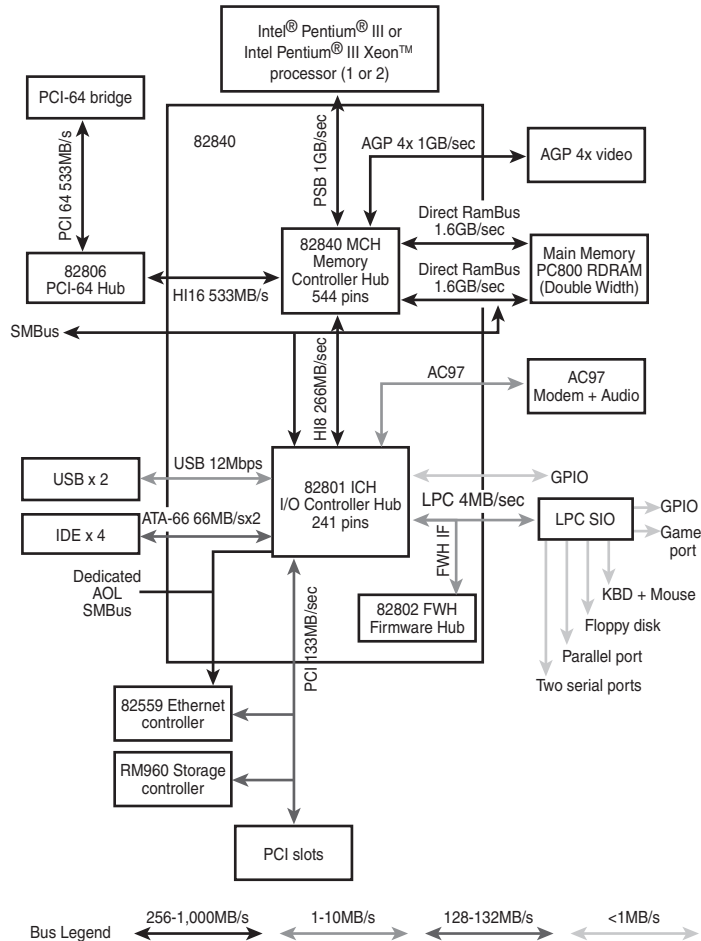 Intel® Pentium® III or
Intel Pentium® III Xeon™
processor (1 or 2)
PCI-64 bridge
82840
PSB 1GB/sec
AGP 4x 1GB/sec
AGP 4x video
PCI 64 533MB/s
Direct RamBus
1.6GB/sec
82840 MCH
Memory
Controller Hub
544 pins
Main Memory
PC800 RDRAM
(Double Width)
82806
PCI-64 Hub
HI16 533MB/s
Direct RamBus
1.6GB/sec
SMBus
HI8 266MB/sec
AC97
AC97
Modem + Audio
USB x 2
USB 12Mbps
82801 ICH
I/O Controller Hub
241 pins
GPIO
LPC 4MB/sec
LPC SIO
GPIO
Game
port
IDE x 4
ATA-66 66MB/sx2
FWH IF
Dedicated
AOL
SMBus
KBD + Mouse
82802 FWH
Firmware Hub
Floppy disk
Parallel port
Two serial ports
PCI 133MB/sec
82559 Ethernet
controller
RM960 Storage
controller
PCI slots
Bus Legend
256-1,000MB/s
1-10MB/s
128-132MB/s
<1MB/s